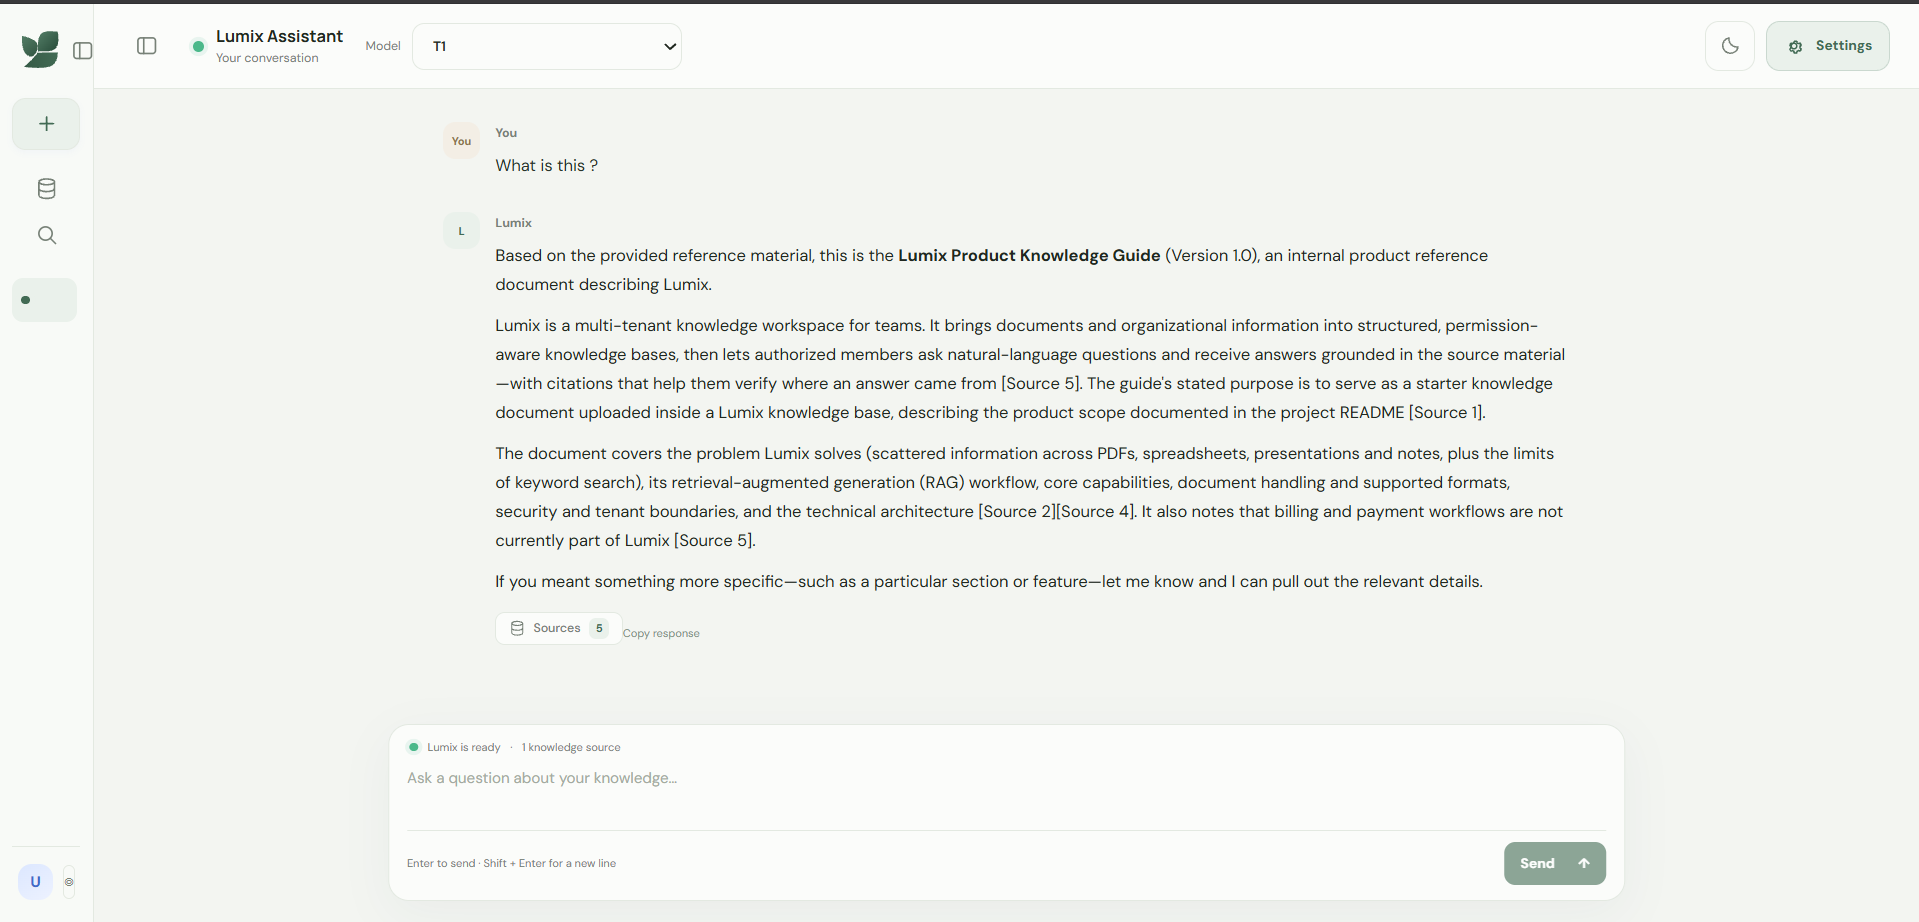 Lumix Assistant
Your conversation
Model
T1
Settings
You
You
What is this ?
L
Lumix
Based on the provided reference material, this is the Lumix Product Knowledge Guide (Version 1.0), an internal product reference
document describing Lumix.
Lumix is a multi-tenant knowledge workspace for teams. It brings documents and organizational information into structured, permission-
aware knowledge bases, then lets authorized members ask natural-language questions and receive answers grounded in the source material
—with citations that help them verify where an answer came from [Source 5]. The guide's stated purpose is to serve as a starter knowledge
document uploaded inside a Lumix knowledge base, describing the product scope documented in the project README [Source 1].
The document covers the problem Lumix solves (scattered information across PDFs, spreadsheets, presentations and notes, plus the limits
of keyword search), its retrieval-augmented generation (RAG) workflow, core capabilities, document handling and supported formats,
security and tenant boundaries, and the technical architecture [Source 2][Source 4]. It also notes that billing and payment workflows are not
currently part of Lumix [Source 5].
If you meant something more specific—such as a particular section or feature—let me know and I can pull out the relevant details.
Sources 5 Copy response
Lumix is ready · 1 knowledge source
Ask a question about your knowledge...
Enter to send · Shift + Enter for a new line
Send
U